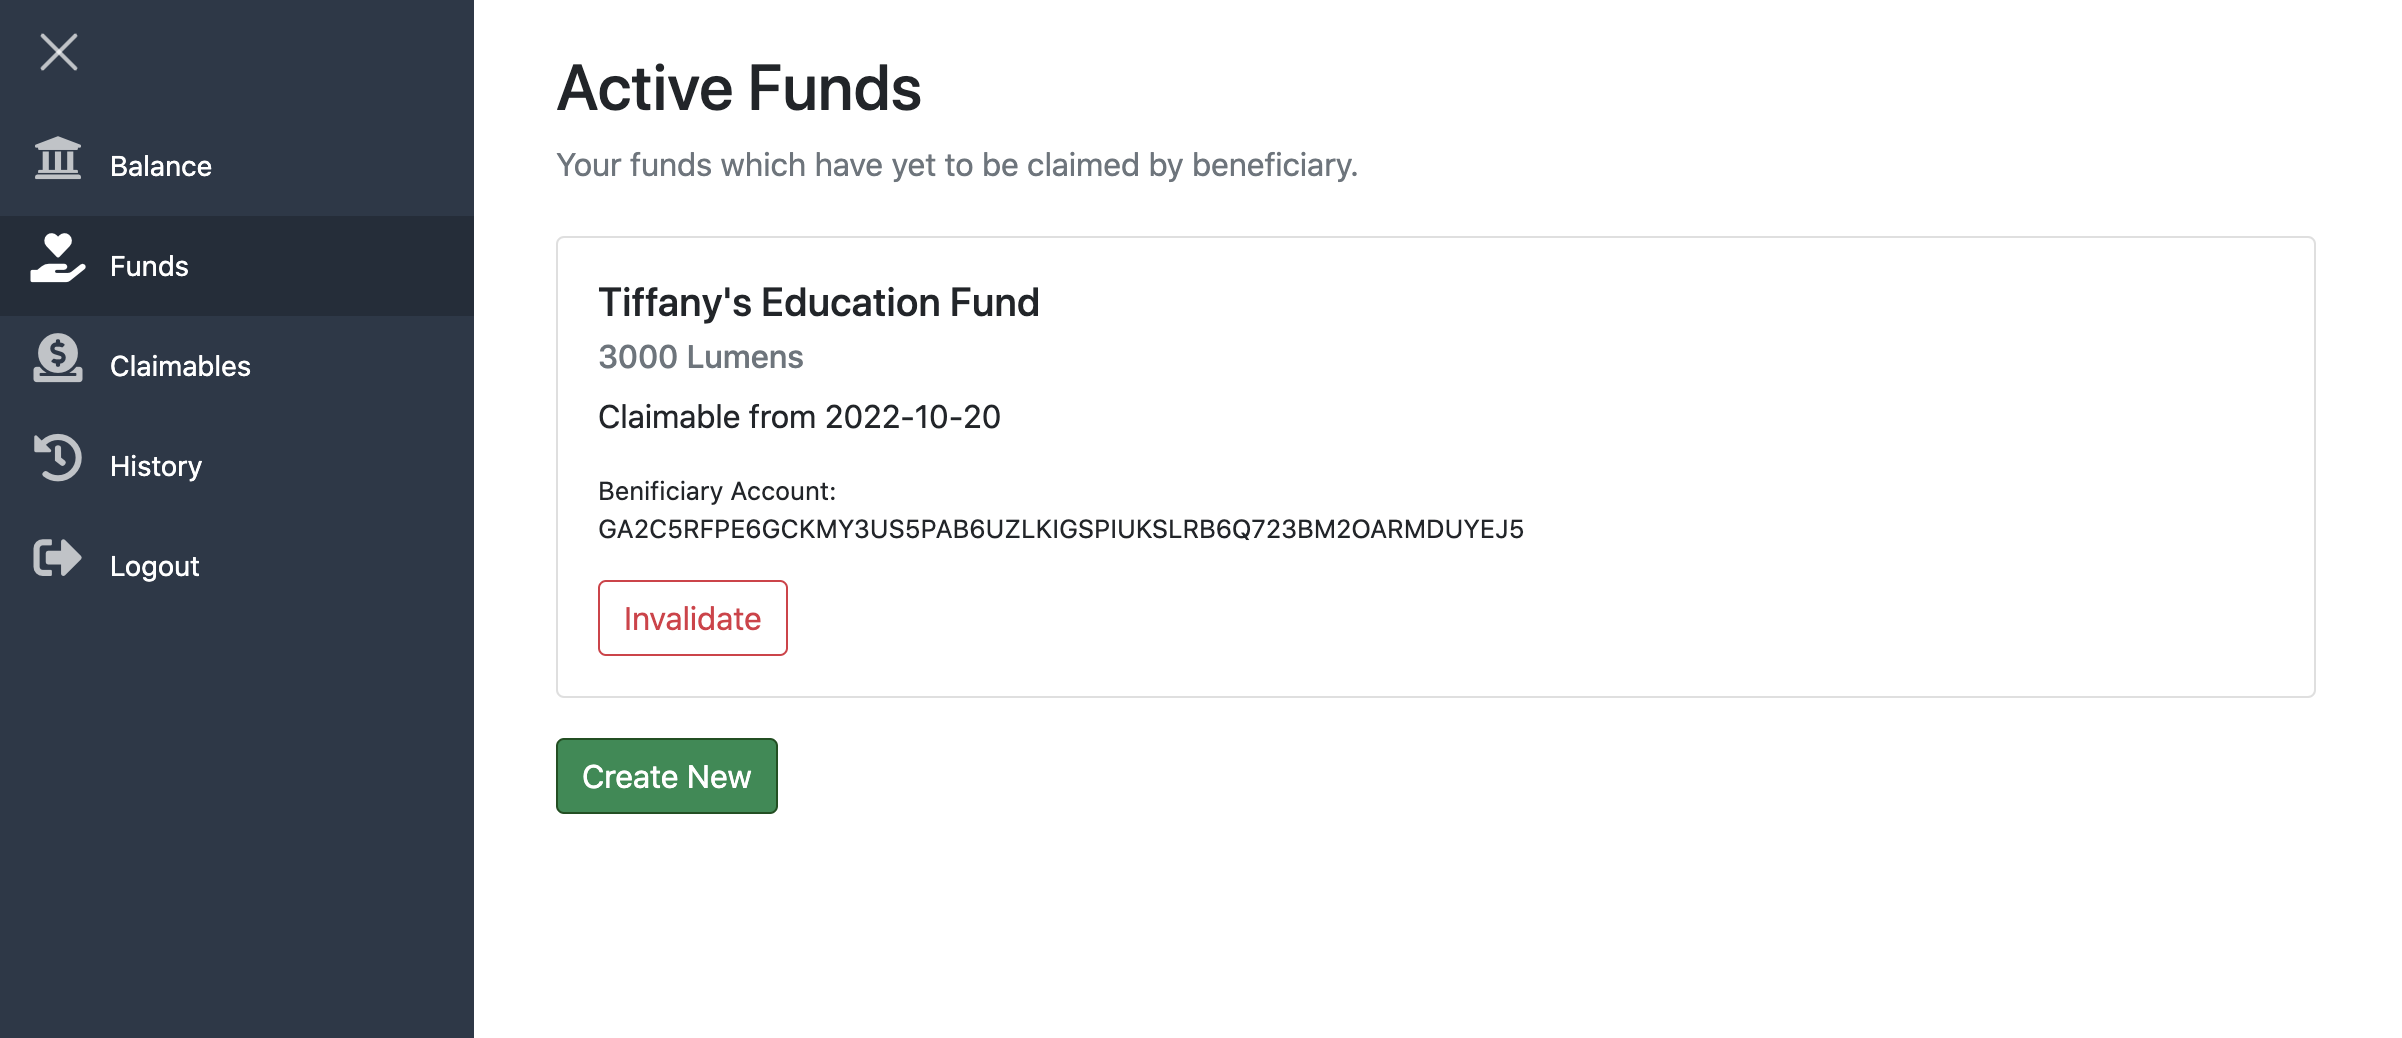 Balance
Funds
Claimables
History
Logout
Active Funds
Your funds which have yet to be claimed by beneficiary.
Tiffany's Education Fund
3000 Lumens
Claimable from 2022-10-20
Benificiary Account:
GA2C5RFPE6GCKMY3US5PAB6UZLKIGSPIUKSLRB6Q723BM2OARMDUYEJ5
Invalidate
Create New